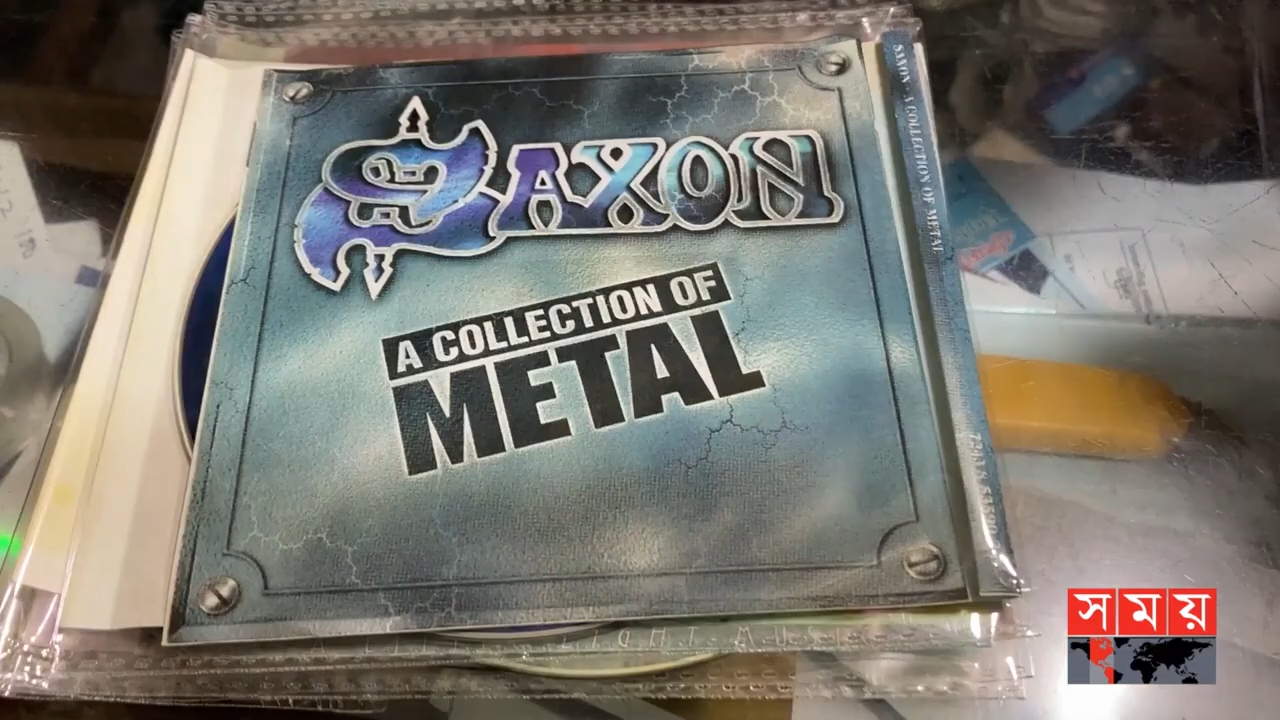 SAXON
A COLLECTION OF
METAL
SAXON - A COLLECTION OF METAL
সময়